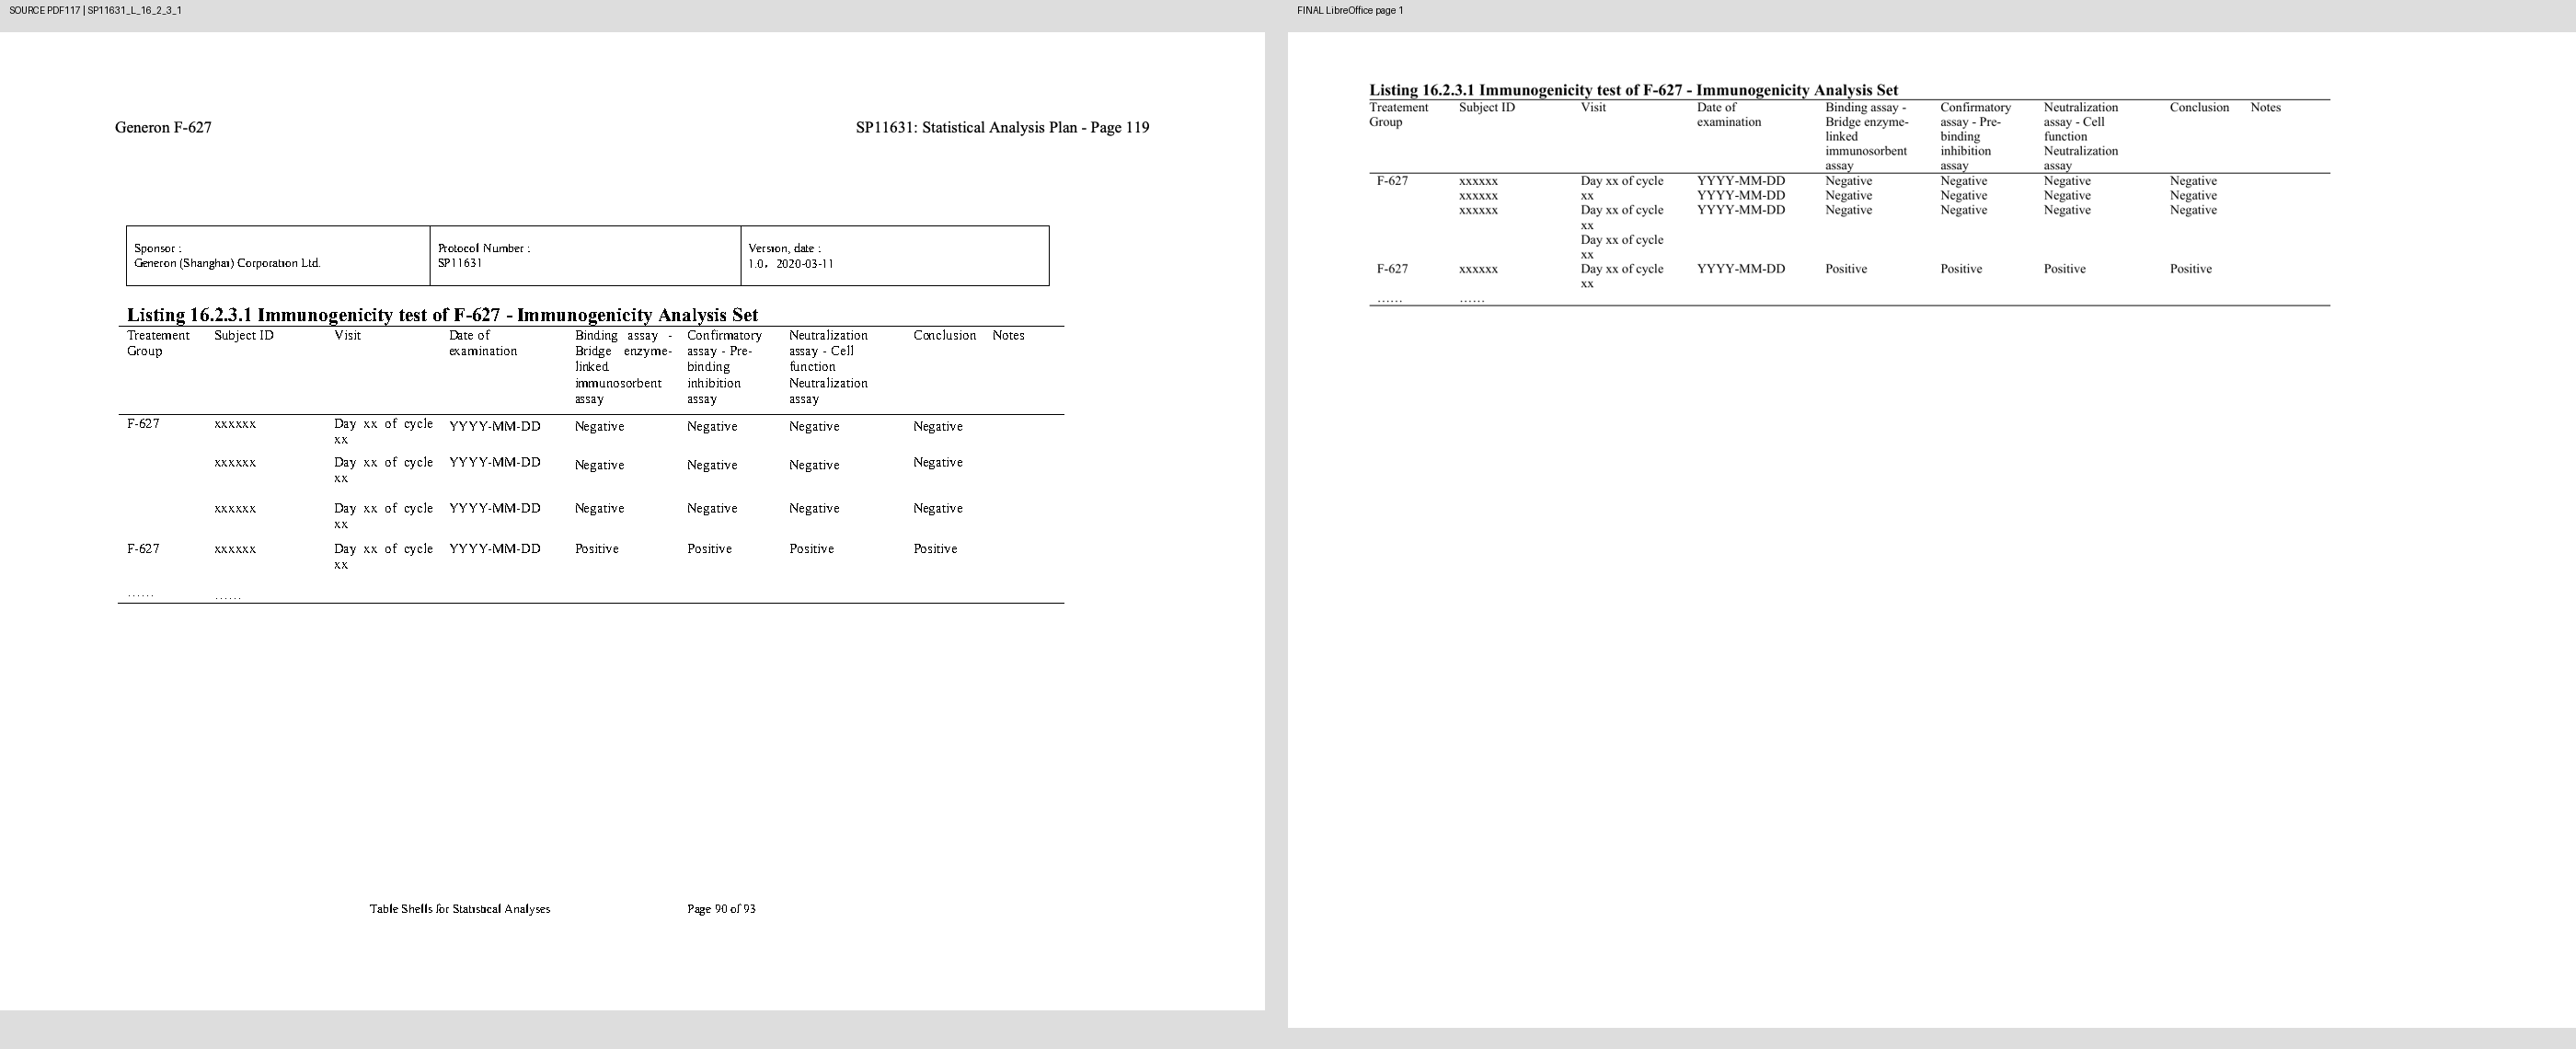 SOURCE PDF117 | SP11631_L_16_2_3_1
Generon F-627 SP11631: Statistical Analysis Plan - Page 119
Sponsor : Protocol Number : Version, date :
Generon (Shanghai) Corporation Ltd. SP11631 1.0, 2020-03-11
Listing 16.2.3.1 Immunogenicity test of F-627 - Immunogenicity Analysis Set
Treatement Subject ID Visit Date of Binding assay - Confirmatory Neutralization Conclusion Notes
Group examination Bridge enzyme- assay - Pre- assay - Cell
linked binding function
immunosorbent inhibition Neutralization
assay assay assay
F-627 xxxxxx Day xx of cycle YYYY-MM-DD Negative Negative Negative Negative
xx
xxxxxx Day xx of cycle YYYY-MM-DD Negative Negative Negative Negative
xx
xxxxxx Day xx of cycle YYYY-MM-DD Negative Negative Negative Negative
xx
F-627 xxxxxx Day xx of cycle YYYY-MM-DD Positive Positive Positive Positive
xx
...... ......
Table Shells for Statistical Analyses Page 90 of 93
FINAL LibreOffice page 1
Listing 16.2.3.1 Immunogenicity test of F-627 - Immunogenicity Analysis Set
Treatement Subject ID Visit Date of Binding assay - Confirmatory Neutralization Conclusion Notes
Group examination Bridge enzyme- assay - Pre- assay - Cell
linked binding function
immunosorbent inhibition Neutralization
assay assay assay
F-627 xxxxxx Day xx of cycle YYYY-MM-DD Negative Negative Negative Negative
xxxxxx xx YYYY-MM-DD Negative Negative Negative Negative
xxxxxx Day xx of cycle YYYY-MM-DD Negative Negative Negative Negative
xx
Day xx of cycle
xx
F-627 xxxxxx Day xx of cycle YYYY-MM-DD Positive Positive Positive Positive
xx
...... ......